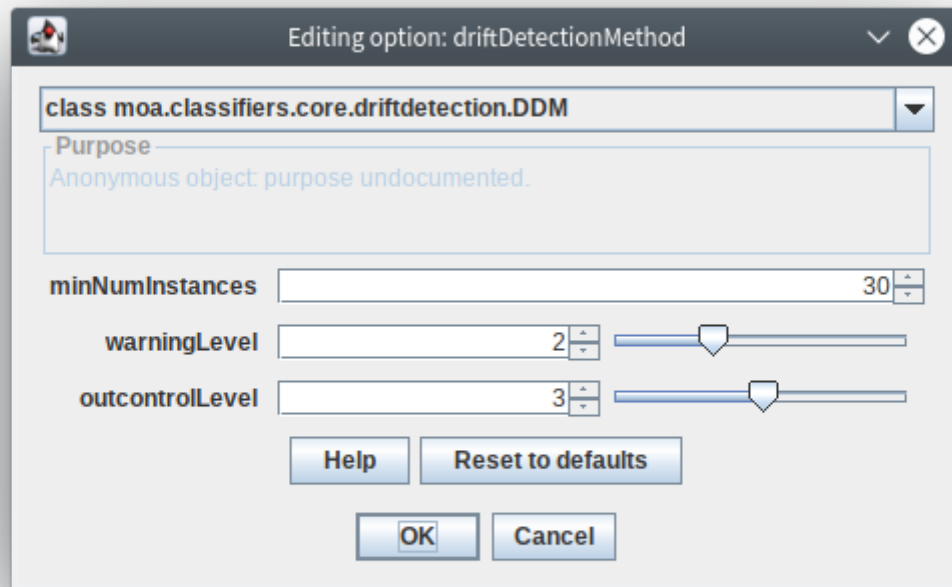 Editing option: driftDetectionMethod
class moa.classifiers.core.driftdetection.DDM
Purpose
Anonymous object: purpose undocumented.
minNumInstances 30
warningLevel 2
outcontrolLevel 3
Help Reset to defaults
OK Cancel